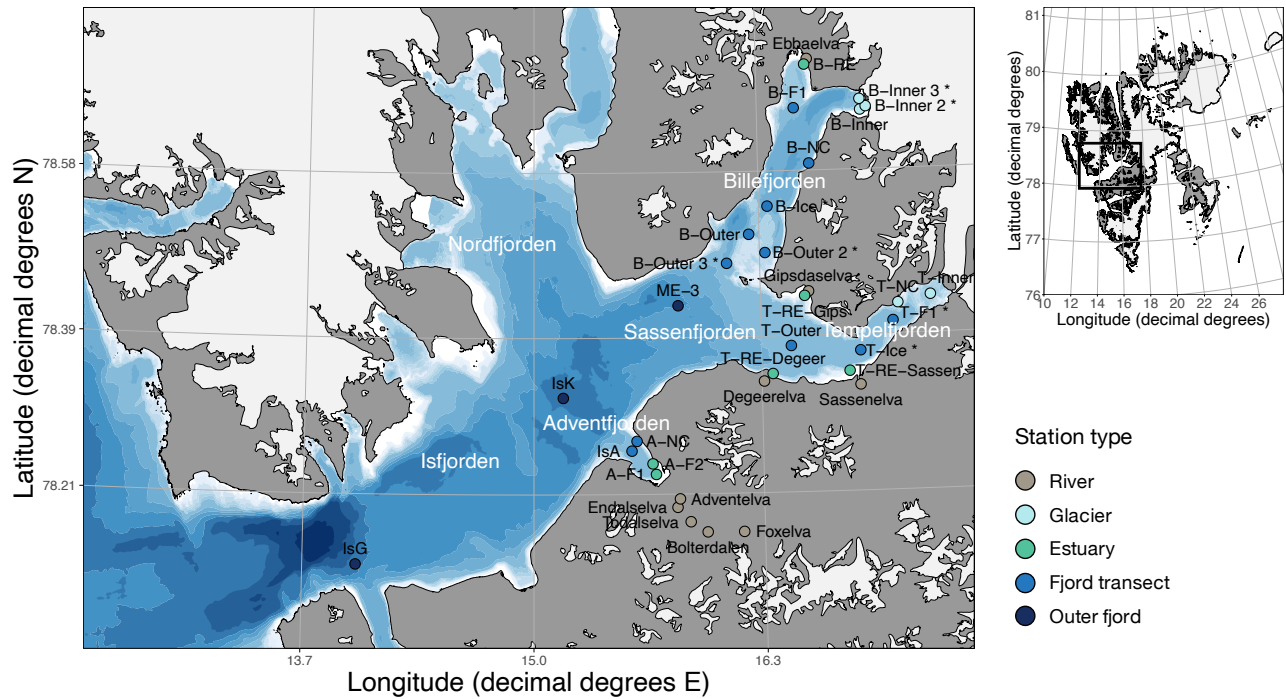 Ebbaelva
B-RE
B-F1 *
B-Inner 3 *
B-Inner 2 *
B-Inner
B-NC
Billefjorden
B-Ice
B-Outer
B-Outer 2 *
B-Outer 3 *
Nordfjorden
Gipsdaselva
ME-3
T-RE-Gips
T-NC
T-Inner
T-F1 *
Sassenfjorden
T-Outer
Tempelfjorden
T-Ice *
T-RE-Degeer
T-RE-Sassen
Degeerelva
Sassenelva
IsK
Adventfjorden
A-NC
IsA
A-F2
A-F1
Isfjorden
Adventelva
Endalselva
Todalselva
Bolterdalen
Foxelva
IsG
78.58
78.39
78.21
Latitude (decimal degrees N)
13.7
15.0
16.3
Longitude (decimal degrees E)
81
80
79
78
77
76
Latitude (decimal degrees)
10 12 14 16 18 20 22 24 26 28
Longitude (decimal degrees)
Station type
River
Glacier
Estuary
Fjord transect
Outer fjord